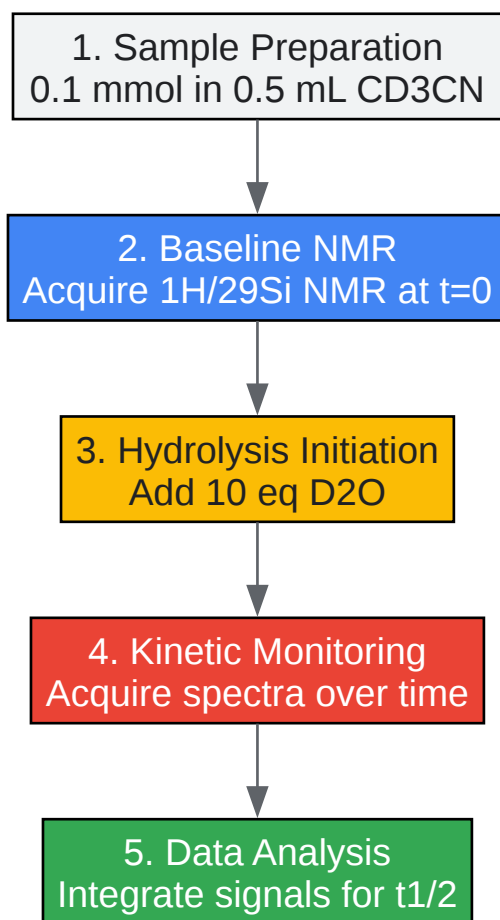 1. Sample Preparation
0.1 mmol in 0.5 mL CD3CN
2. Baseline NMR
Acquire 1H/29Si NMR at t=0
3. Hydrolysis Initiation
Add 10 eq D2O
4. Kinetic Monitoring
Acquire spectra over time
5. Data Analysis
Integrate signals for t1/2